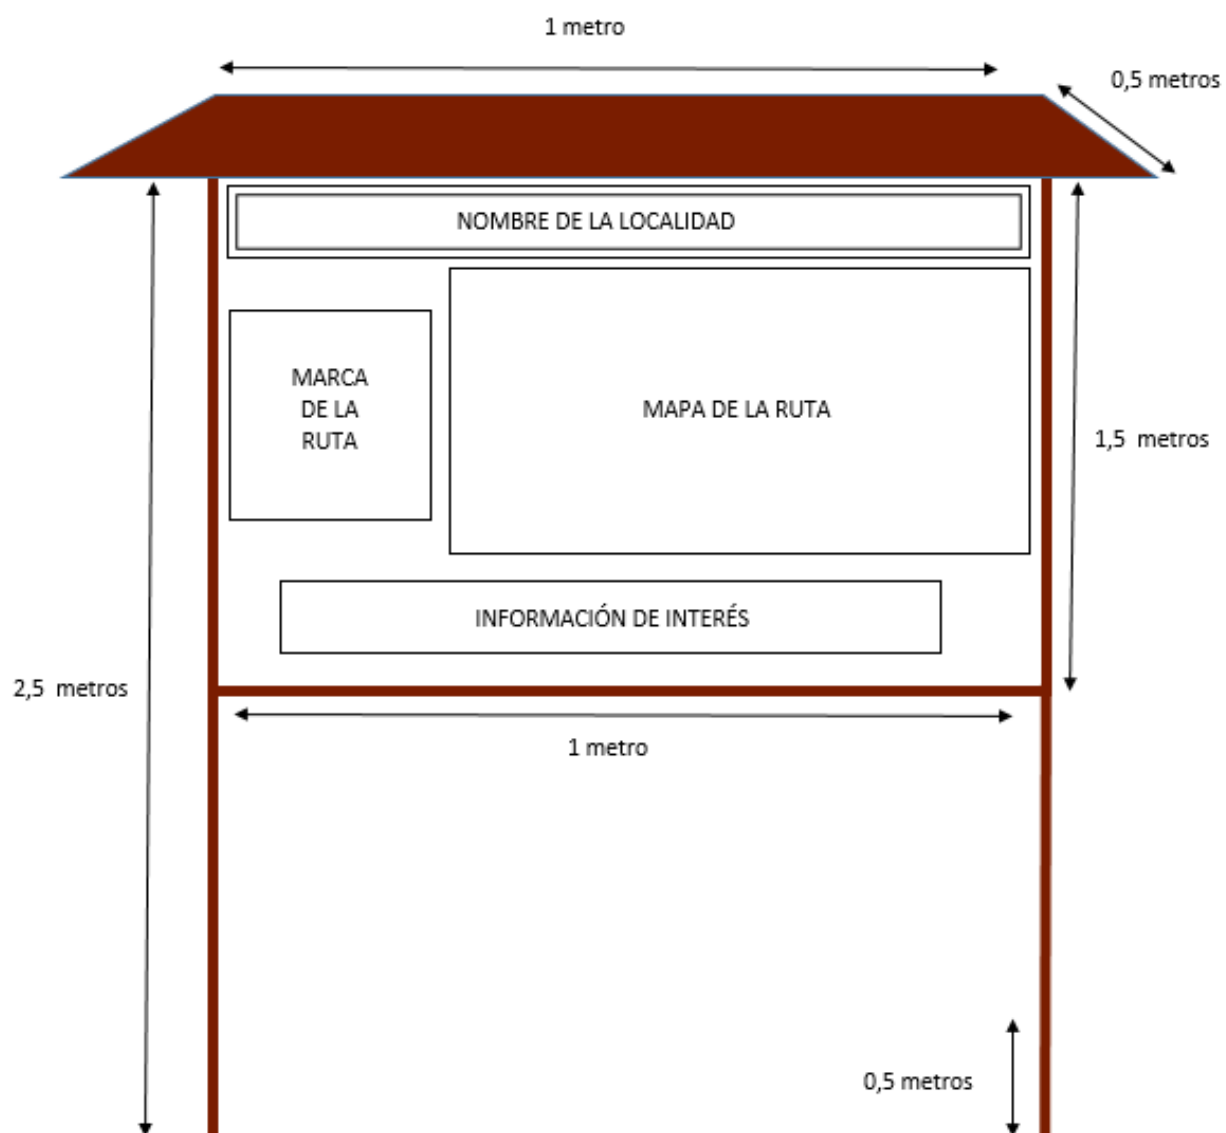 1 metro
0,5 metros
NOMBRE DE LA LOCALIDAD
MARCA
DE LA
RUTA
MAPA DE LA RUTA
1,5 metros
INFORMACIÓN DE INTERÉS
2,5 metros
1 metro
0,5 metros